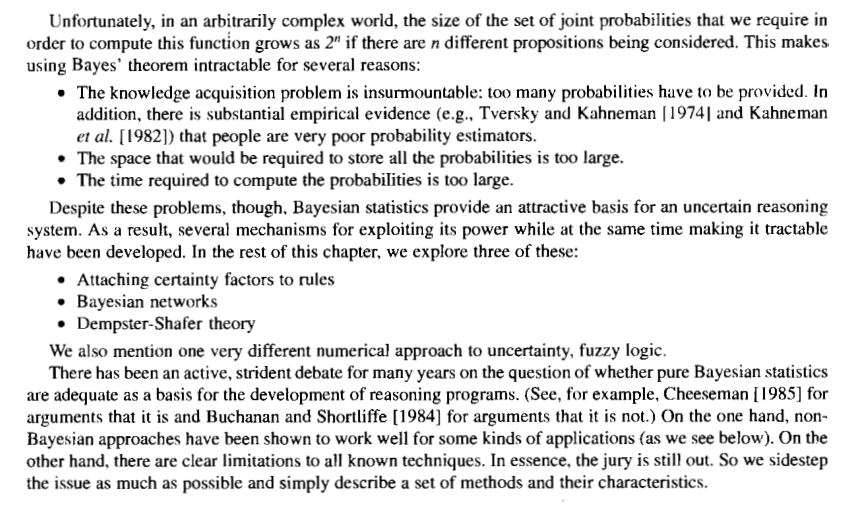 Unfortunately, in an arbitrarily complex world, the size of the set of joint probabilities that we require in
order to compute this function grows as 2ⁿ if there are n different propositions being considered. This makes
using Bayes' theorem intractable for several reasons:
• The knowledge acquisition problem is insurmountable: too many probabilities have to be provided. In
addition, there is substantial empirical evidence (e.g., Tversky and Kahneman [1974] and Kahneman
et al. [1982]) that people are very poor probability estimators.
• The space that would be required to store all the probabilities is too large.
• The time required to compute the probabilities is too large.
Despite these problems, though, Bayesian statistics provide an attractive basis for an uncertain reasoning
system. As a result, several mechanisms for exploiting its power while at the same time making it tractable
have been developed. In the rest of this chapter, we explore three of these:
• Attaching certainty factors to rules
• Bayesian networks
• Dempster-Shafer theory
We also mention one very different numerical approach to uncertainty, fuzzy logic.
There has been an active, strident debate for many years on the question of whether pure Bayesian statistics
are adequate as a basis for the development of reasoning programs. (See, for example, Cheeseman [1985] for
arguments that it is and Buchanan and Shortliffe [1984] for arguments that it is not.) On the one hand, non-
Bayesian approaches have been shown to work well for some kinds of applications (as we see below). On the
other hand, there are clear limitations to all known techniques. In essence, the jury is still out. So we sidestep
the issue as much as possible and simply describe a set of methods and their characteristics.